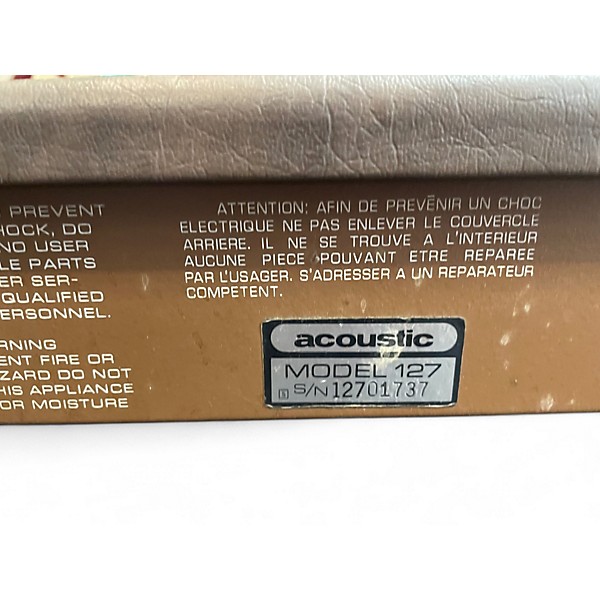 PREVENT
HOCK, DO
NO USER
LE PARTS
ER SER-
QUALIFIED
ERSONNEL.
RNING
ENT FIRE OR
ZARD DO NOT
HIS APPLIANCE
OR MOISTURE
ATTENTION: AFIN DE PREVĒNIR UN CHOC
ELECTRIQUE NE PAS ENLEVER LE COUVERCLE
ARRIERE. IL NE SE TROUVE A L'INTERIEUR
AUCUNE PIECE POUVANT ETRE REPAREE
PAR L'USAGER. S'ADRESSER A UN REPARATEUR
COMPETENT.
acoustic
MODEL 127
S/N12701737